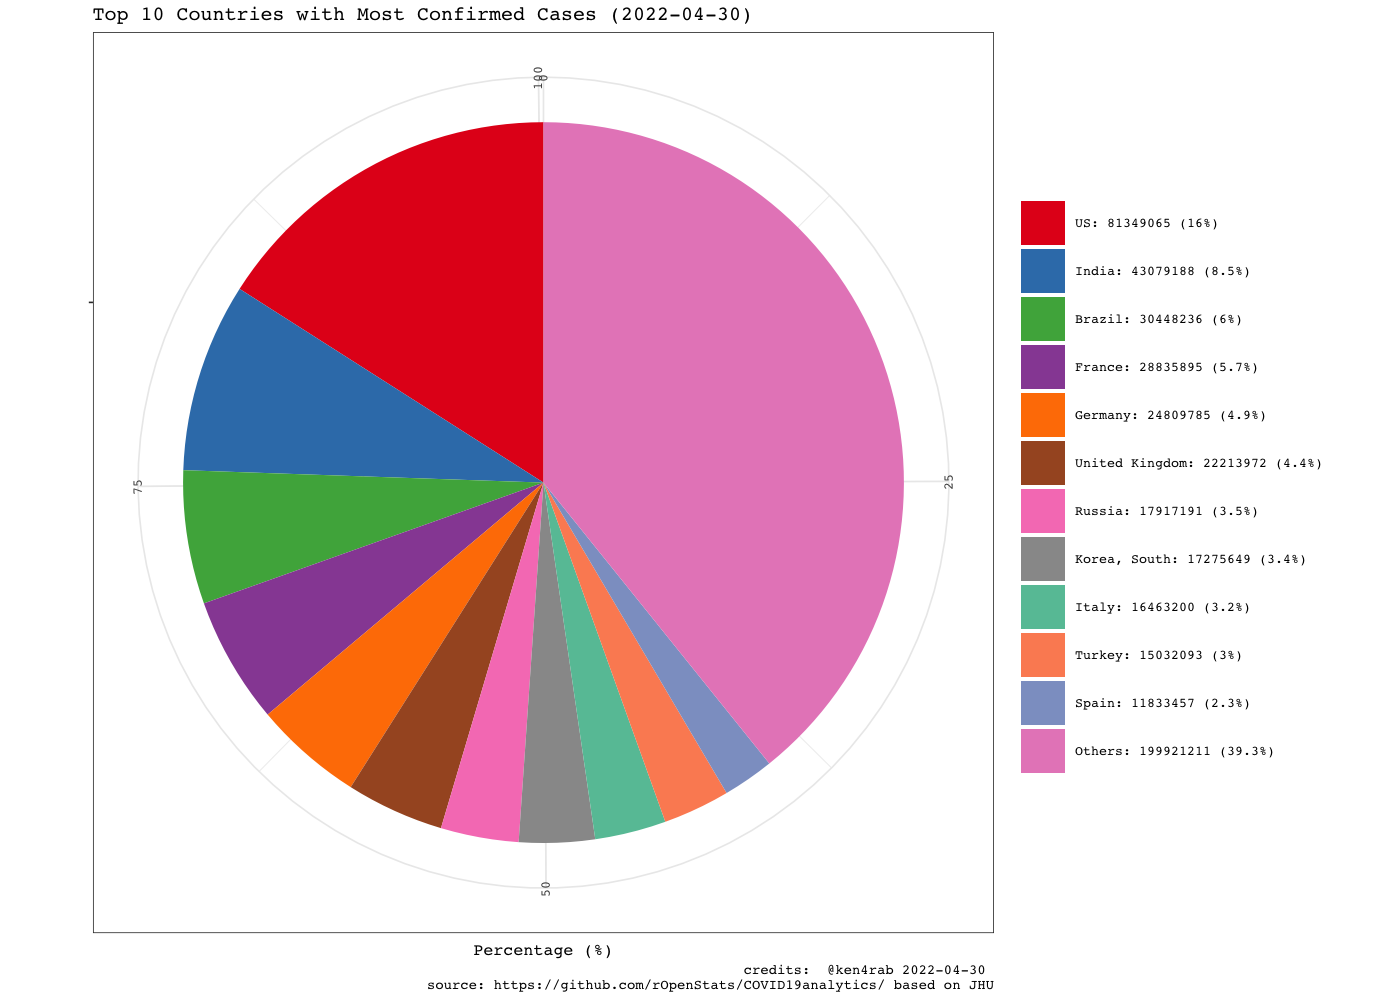 Top 10 Countries with Most Confirmed Cases (2022-04-30)
100
0
75
25
50
US: 81349065 (16%)
India: 43079188 (8.5%)
Brazil: 30448236 (6%)
France: 28835895 (5.7%)
Germany: 24809785 (4.9%)
United Kingdom: 22213972 (4.4%)
Russia: 17917191 (3.5%)
Korea, South: 17275649 (3.4%)
Italy: 16463200 (3.2%)
Turkey: 15032093 (3%)
Spain: 11833457 (2.3%)
Others: 199921211 (39.3%)
Percentage (%)
credits:  @ken4rab 2022-04-30
source: https://github.com/rOpenStats/COVID19analytics/ based on JHU